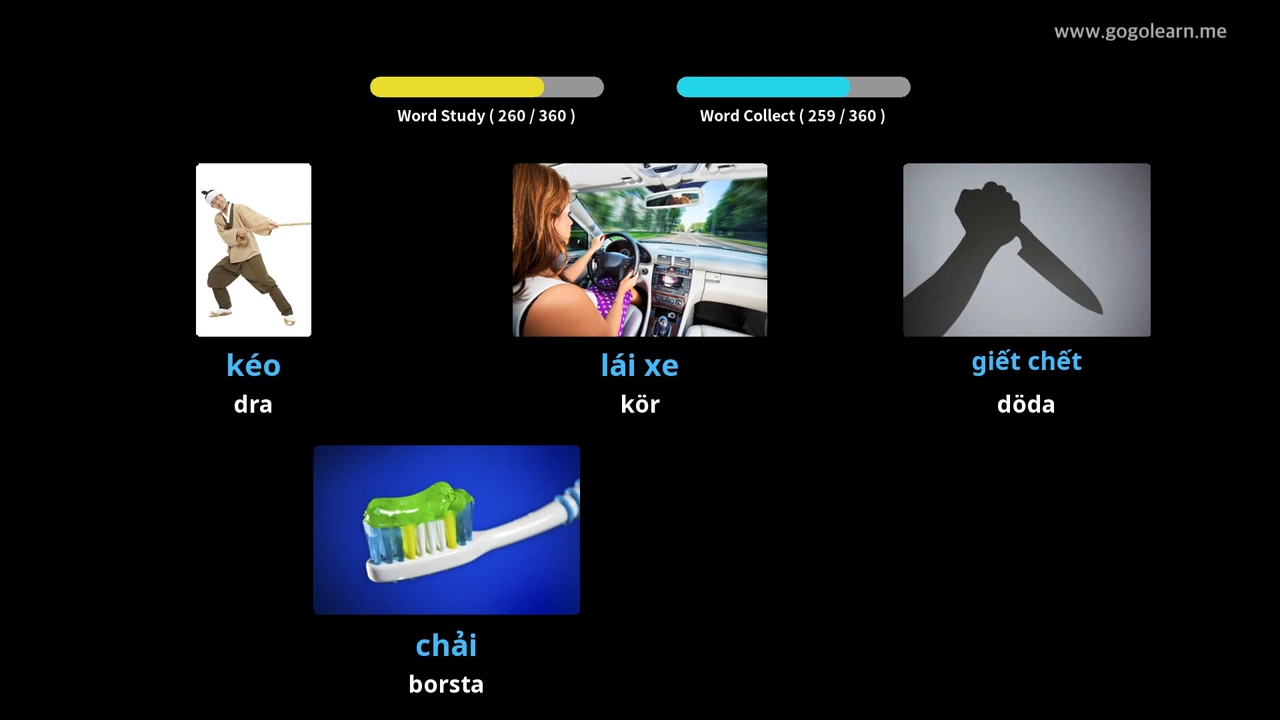 www.gogolearn.me
Word Study ( 260 / 360 )
Word Collect ( 259 / 360 )
kéo
lái xe
giết chết
dra
kör
döda
chải
borsta